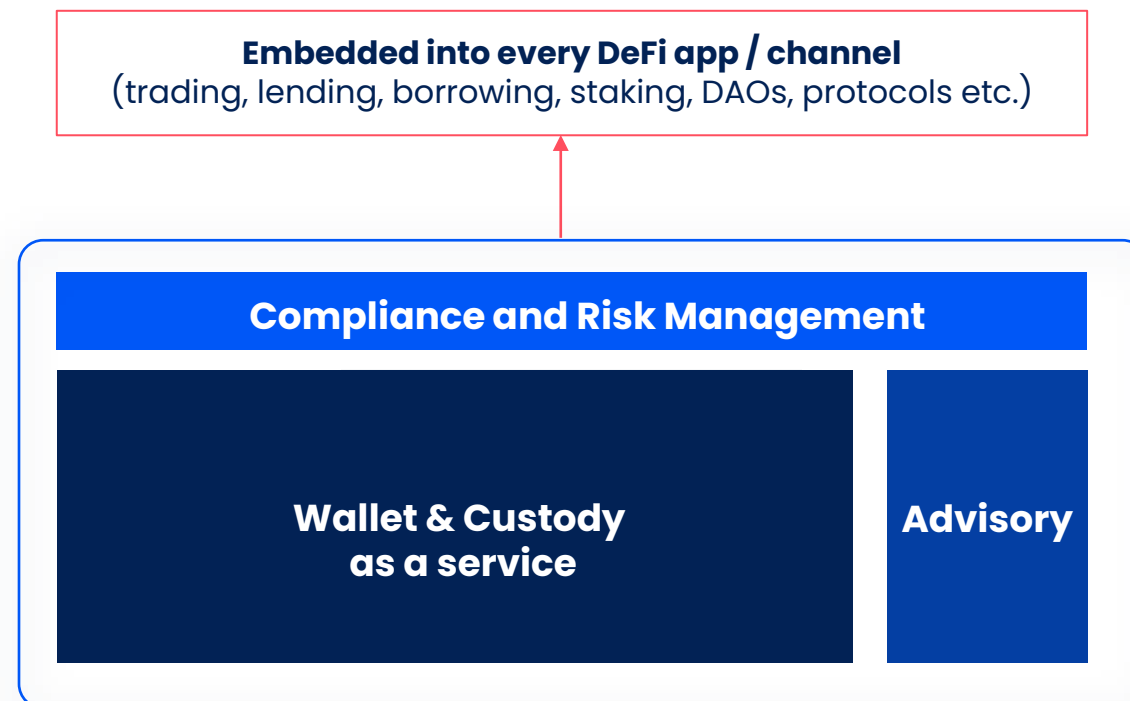 Embedded into every DeFi app / channel
(trading, lending, borrowing, staking, DAOs, protocols etc.)
Compliance and Risk Management
Wallet & Custody
as a service
Advisory